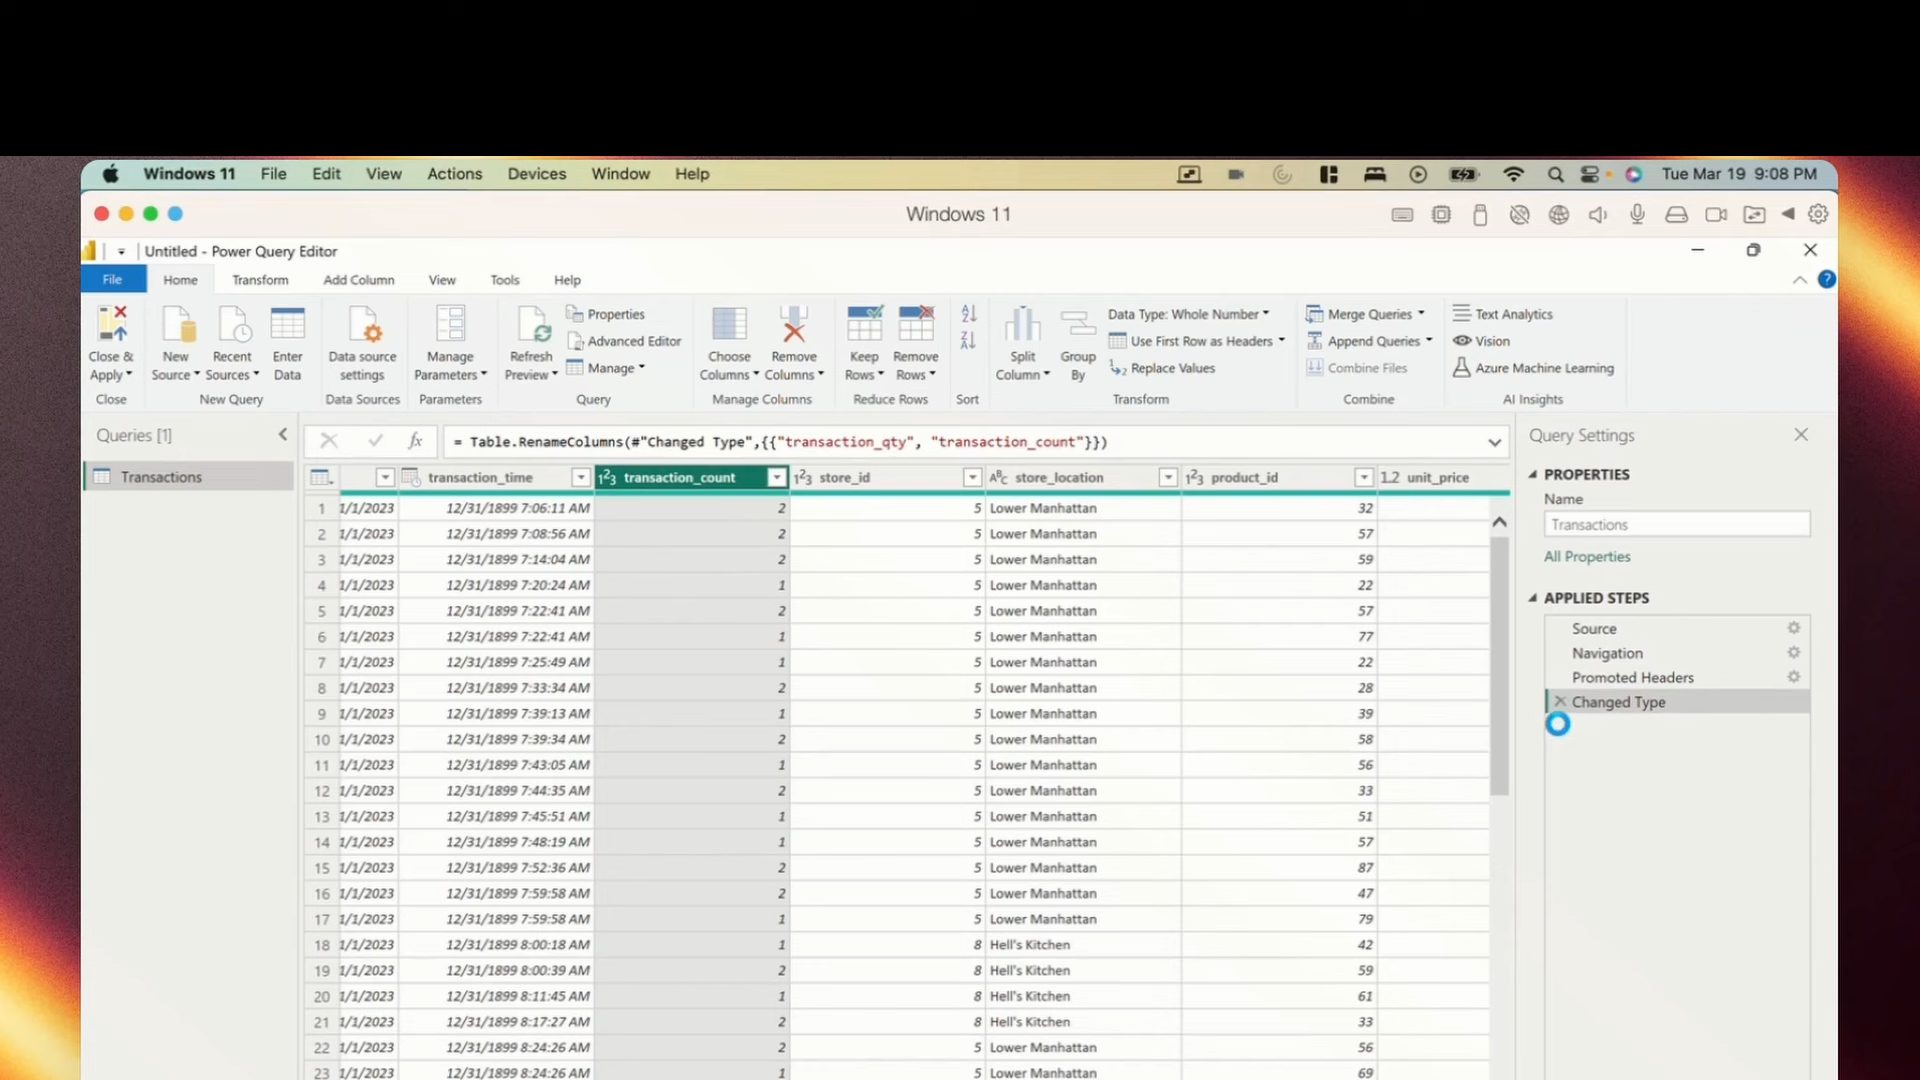 Windows 11 File Edit View Actions Devices Window Help Tue Mar 19 9:08 PM
Windows 11
Untitled - Power Query Editor
File Home Transform Add Column View Tools Help
Close & Apply
Close
New Source
Recent Sources
Enter Data
New Query
Data source settings
Data Sources
Manage Parameters
Parameters
Refresh Preview
Properties
Advanced Editor
Manage
Query
Choose Columns
Remove Columns
Manage Columns
Keep Rows
Remove Rows
Reduce Rows
Sort
Split Column
Group By
Data Type: Whole Number
Use First Row as Headers
Replace Values
Transform
Merge Queries
Append Queries
Combine Files
Combine
Text Analytics
Vision
Azure Machine Learning
AI Insights
Queries [1]
Transactions
= Table.RenameColumns(#"Changed Type",{{"transaction_qty", "transaction_count"}})
transaction_time transaction_count store_id store_location product_id 1.2 unit_price
1 1/1/2023 12/31/1899 7:06:11 AM 2 5 Lower Manhattan 32
2 1/1/2023 12/31/1899 7:08:56 AM 2 5 Lower Manhattan 57
3 1/1/2023 12/31/1899 7:14:04 AM 2 5 Lower Manhattan 59
4 1/1/2023 12/31/1899 7:20:24 AM 1 5 Lower Manhattan 22
5 1/1/2023 12/31/1899 7:22:41 AM 2 5 Lower Manhattan 57
6 1/1/2023 12/31/1899 7:22:41 AM 1 5 Lower Manhattan 77
7 1/1/2023 12/31/1899 7:25:49 AM 1 5 Lower Manhattan 22
8 1/1/2023 12/31/1899 7:33:34 AM 2 5 Lower Manhattan 28
9 1/1/2023 12/31/1899 7:39:13 AM 1 5 Lower Manhattan 39
10 1/1/2023 12/31/1899 7:39:34 AM 2 5 Lower Manhattan 58
11 1/1/2023 12/31/1899 7:43:05 AM 1 5 Lower Manhattan 56
12 1/1/2023 12/31/1899 7:44:35 AM 2 5 Lower Manhattan 33
13 1/1/2023 12/31/1899 7:45:51 AM 1 5 Lower Manhattan 51
14 1/1/2023 12/31/1899 7:48:19 AM 1 5 Lower Manhattan 57
15 1/1/2023 12/31/1899 7:52:36 AM 2 5 Lower Manhattan 87
16 1/1/2023 12/31/1899 7:59:58 AM 2 5 Lower Manhattan 47
17 1/1/2023 12/31/1899 7:59:58 AM 1 5 Lower Manhattan 79
18 1/1/2023 12/31/1899 8:00:18 AM 1 8 Hell's Kitchen 42
19 1/1/2023 12/31/1899 8:00:39 AM 2 8 Hell's Kitchen 59
20 1/1/2023 12/31/1899 8:11:45 AM 1 8 Hell's Kitchen 61
21 1/1/2023 12/31/1899 8:17:27 AM 2 8 Hell's Kitchen 33
22 1/1/2023 12/31/1899 8:24:26 AM 2 5 Lower Manhattan 56
23 1/1/2023 12/31/1899 8:24:26 AM 1 5 Lower Manhattan 69
Query Settings
PROPERTIES
Name
Transactions
All Properties
APPLIED STEPS
Source
Navigation
Promoted Headers
Changed Type